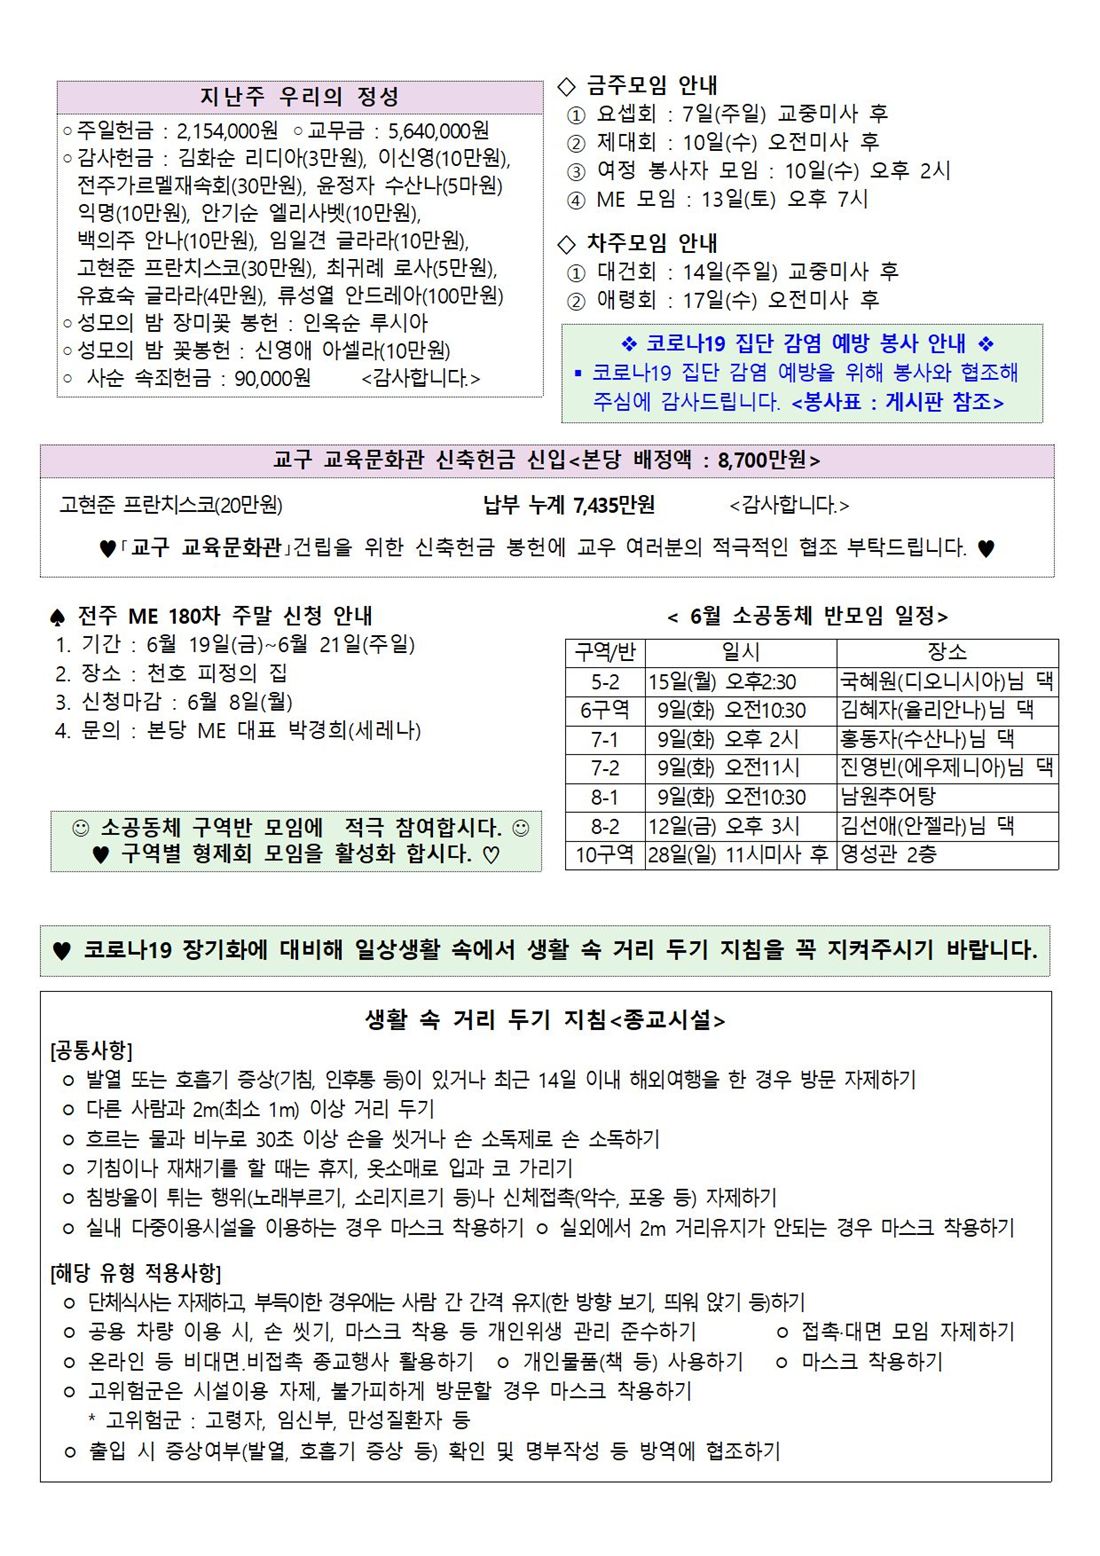 지난주 우리의 정성
○ 주일헌금 : 2,154,000원 ○ 교무금 : 5,640,000원
○ 감사헌금 : 김화순 리디아(3만원), 이신영(10만원),
전주가르멜재속회(30만원), 윤정자 수산나(5마원)
익명(10만원), 안기순 엘리사벳(10만원),
백의주 안나(10만원), 임일견 글라라(10만원),
고현준 프란치스코(30만원), 최귀례 로사(5만원),
유효숙 글라라(4만원), 류성열 안드레아(100만원)
○ 성모의 밤 장미꽃 봉헌 : 인옥순 루시아
○ 성모의 밤 꽃봉헌 : 신영애 아셀라(10만원)
○ 사순 속죄헌금 : 90,000원 <감사합니다.>
◇ 금주모임 안내
① 요셉회 : 7일(주일) 교중미사 후
② 제대회 : 10일(수) 오전미사 후
③ 여정 봉사자 모임 : 10일(수) 오후 2시
④ ME 모임 : 13일(토) 오후 7시
◇ 차주모임 안내
① 대건회 : 14일(주일) 교중미사 후
② 애령회 : 17일(수) 오전미사 후
❖ 코로나19 집단 감염 예방 봉사 안내 ❖
▪ 코로나19 집단 감염 예방을 위해 봉사와 협조해
주심에 감사드립니다. <봉사표 : 게시판 참조>
교구 교육문화관 신축헌금 신입<본당 배정액 : 8,700만원>
고현준 프란치스코(20만원) 납부 누계 7,435만원 <감사합니다.>
♥「교구 교육문화관」건립을 위한 신축헌금 봉헌에 교우 여러분의 적극적인 협조 부탁드립니다. ♥
♠ 전주 ME 180차 주말 신청 안내
1. 기간 : 6월 19일(금)~6월 21일(주일)
2. 장소 : 천호 피정의 집
3. 신청마감 : 6월 8일(월)
4. 문의 : 본당 ME 대표 박경희(세레나)
☺ 소공동체 구역반 모임에 적극 참여합시다. ☺
♥ 구역별 형제회 모임을 활성화 합시다. ♡
< 6월 소공동체 반모임 일정>
구역/반 일시 장소
5-2 15일(월) 오후2:30 국혜원(디오니시아)님 댁
6구역 9일(화) 오전10:30 김혜자(율리안나)님 댁
7-1 9일(화) 오후 2시 홍동자(수산나)님 댁
7-2 9일(화) 오전11시 진영빈(에우제니아)님 댁
8-1 9일(화) 오전10:30 남원추어탕
8-2 12일(금) 오후 3시 김선애(안젤라)님 댁
10구역 28일(일) 11시미사 후 영성관 2층
♥ 코로나19 장기화에 대비해 일상생활 속에서 생활 속 거리 두기 지침을 꼭 지켜주시기 바랍니다.
생활 속 거리 두기 지침<종교시설>
[공통사항]
○ 발열 또는 호흡기 증상(기침, 인후통 등)이 있거나 최근 14일 이내 해외여행을 한 경우 방문 자제하기
○ 다른 사람과 2m(최소 1m) 이상 거리 두기
○ 흐르는 물과 비누로 30초 이상 손을 씻거나 손 소독제로 손 소독하기
○ 기침이나 재채기를 할 때는 휴지, 옷소매로 입과 코 가리기
○ 침방울이 튀는 행위(노래부르기, 소리지르기 등)나 신체접촉(악수, 포옹 등) 자제하기
○ 실내 다중이용시설을 이용하는 경우 마스크 착용하기 ○ 실외에서 2m 거리유지가 안되는 경우 마스크 착용하기
[해당 유형 적용사항]
○ 단체식사는 자제하고, 부득이한 경우에는 사람 간 간격 유지(한 방향 보기, 띄워 앉기 등)하기
○ 공용 차량 이용 시, 손 씻기, 마스크 착용 등 개인위생 관리 준수하기 ○ 접촉·대면 모임 자제하기
○ 온라인 등 비대면.비접촉 종교행사 활용하기 ○ 개인물품(책 등) 사용하기 ○ 마스크 착용하기
○ 고위험군은 시설이용 자제, 불가피하게 방문할 경우 마스크 착용하기
* 고위험군 : 고령자, 임신부, 만성질환자 등
○ 출입 시 증상여부(발열, 호흡기 증상 등) 확인 및 명부작성 등 방역에 협조하기